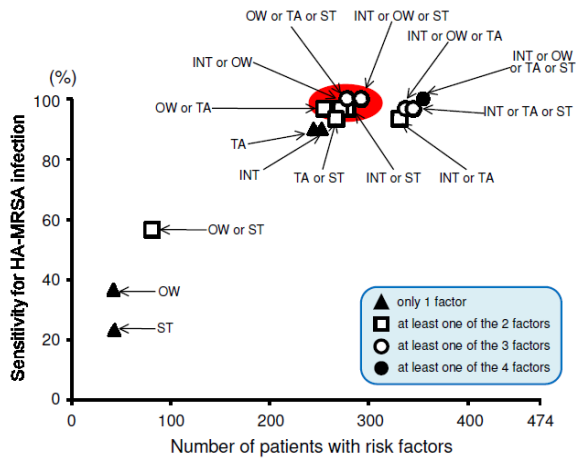 OW or TA or ST
INT or OW or ST
INT or OW or TA
INT or OW
INT or OW
or TA or ST
(%)
100
OW or TA
INT or TA or ST
TA
INT
TA or ST
INT or ST
INT or TA
80
60
OW or ST
40
OW
20
ST
0
Sensitivity for HA-MRSA infection
only 1 factor
at least one of the 2 factors
at least one of the 3 factors
at least one of the 4 factors
0
100
200
300
400
474
Number of patients with risk factors